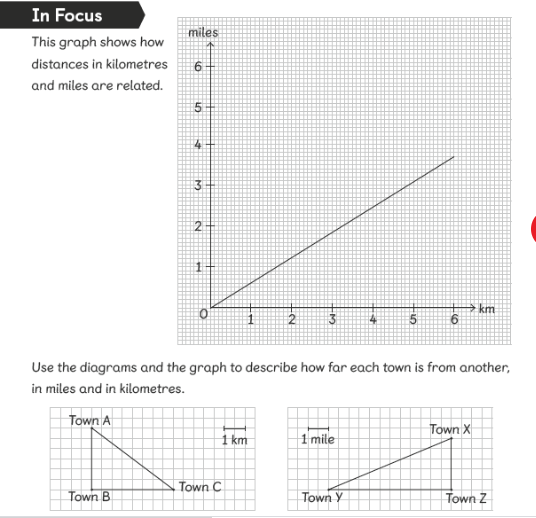 In Focus
This graph shows how
distances in kilometres
and miles are related.
miles
6
5
4
3
2
1
O
1 2 3 4 5 6
km
Use the diagrams and the graph to describe how far each town is from another,
in miles and in kilometres.
Town A
1 km
Town B
Town C
1 mile
Town X
Town Y
Town Z